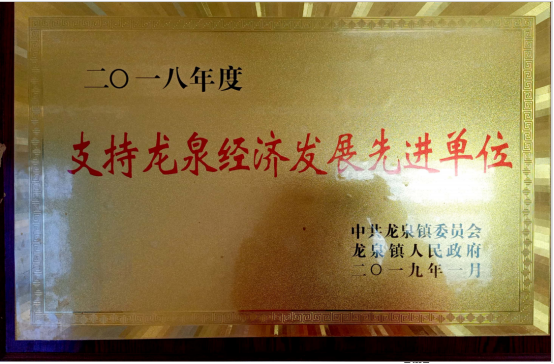 二〇一八年度
支持龙泉经济发展先进单位
中共龙泉镇委员会
龙泉镇人民政府
二〇一九年一月